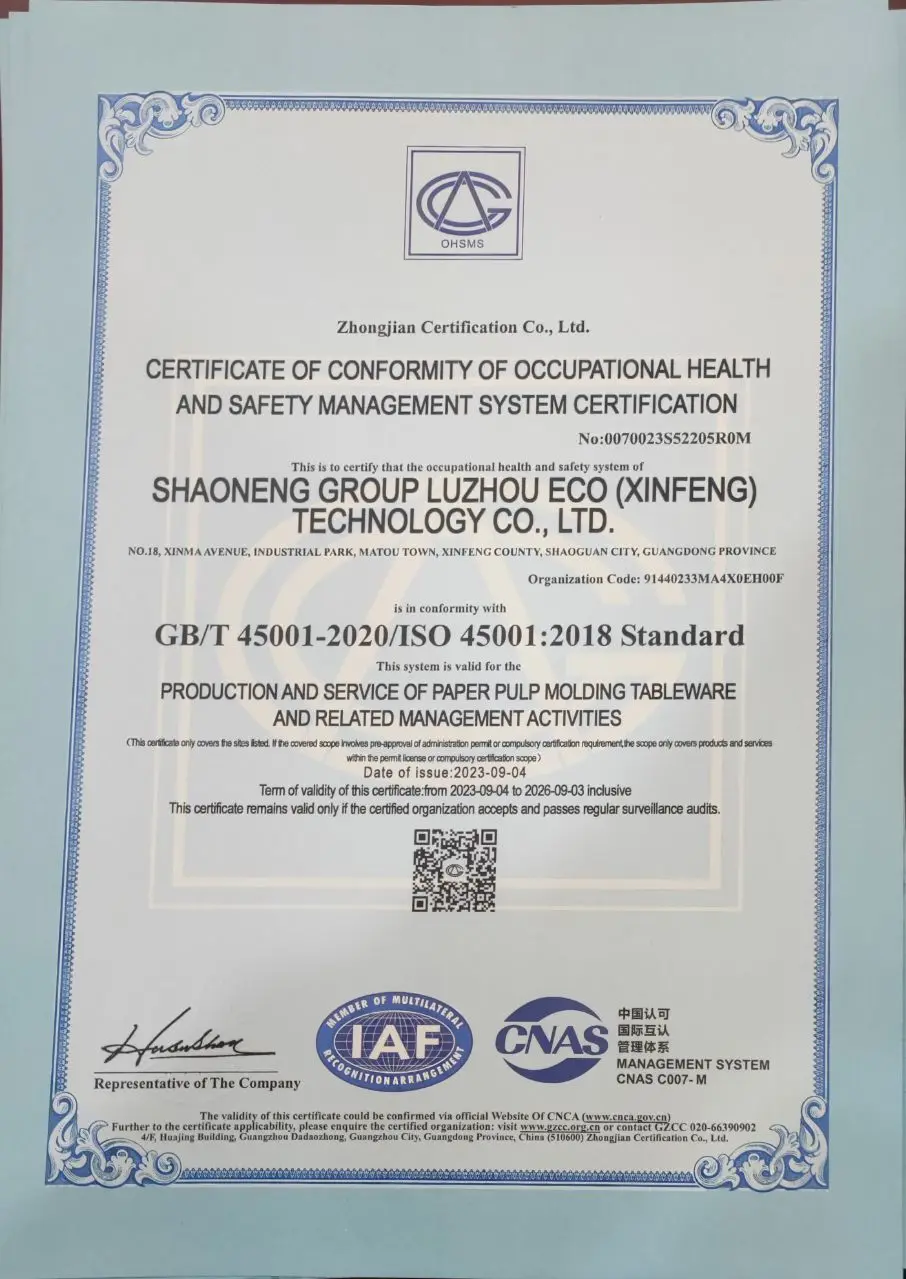 OHSMS
Zhongjian Certification Co., Ltd.
CERTIFICATE OF CONFORMITY OF OCCUPATIONAL HEALTH
AND SAFETY MANAGEMENT SYSTEM CERTIFICATION
No:0070023S52205R0M
This is to certify that the occupational health and safety system of
SHAONENG GROUP LUZHOU ECO (XINFENG)
TECHNOLOGY CO., LTD.
NO.18, XINMA AVENUE, INDUSTRIAL PARK, MATOU TOWN, XINFENG COUNTY, SHAOGUAN CITY, GUANGDONG PROVINCE
Organization Code: 91440233MA4X0EH00F
is in conformity with
GB/T 45001-2020/ISO 45001:2018 Standard
This system is valid for the
PRODUCTION AND SERVICE OF PAPER PULP MOLDING TABLEWARE
AND RELATED MANAGEMENT ACTIVITIES
(This certificate only covers the sites listed. If the covered scope involves pre-approval of administration permit or compulsory certification requirement,the scope only covers products and services
within the permit license or compulsory certification scope)
Date of issue:2023-09-04
Term of validity of this certificate:from 2023-09-04 to 2026-09-03 inclusive
This certificate remains valid only if the certified organization accepts and passes regular surveillance audits.
Representative of The Company
MEMBER OF MULTILATERAL
IAF
RECOGNITION ARRANGEMENT
CNAS
中国认可
国际互认
管理体系
MANAGEMENT SYSTEM
CNAS C007-M
The validity of this certificate could be confirmed via official Website Of CNCA (www.cnca.gov.cn)
Further to the certificate applicability, please enquire the certified organization: visit www.gzcc.org.cn or contact GZCC 020-66390902
4/F, Huajing Building, Guangzhou Dadaozhong, Guangzhou City, Guangdong Province, China (510600) Zhongjian Certification Co., Ltd.